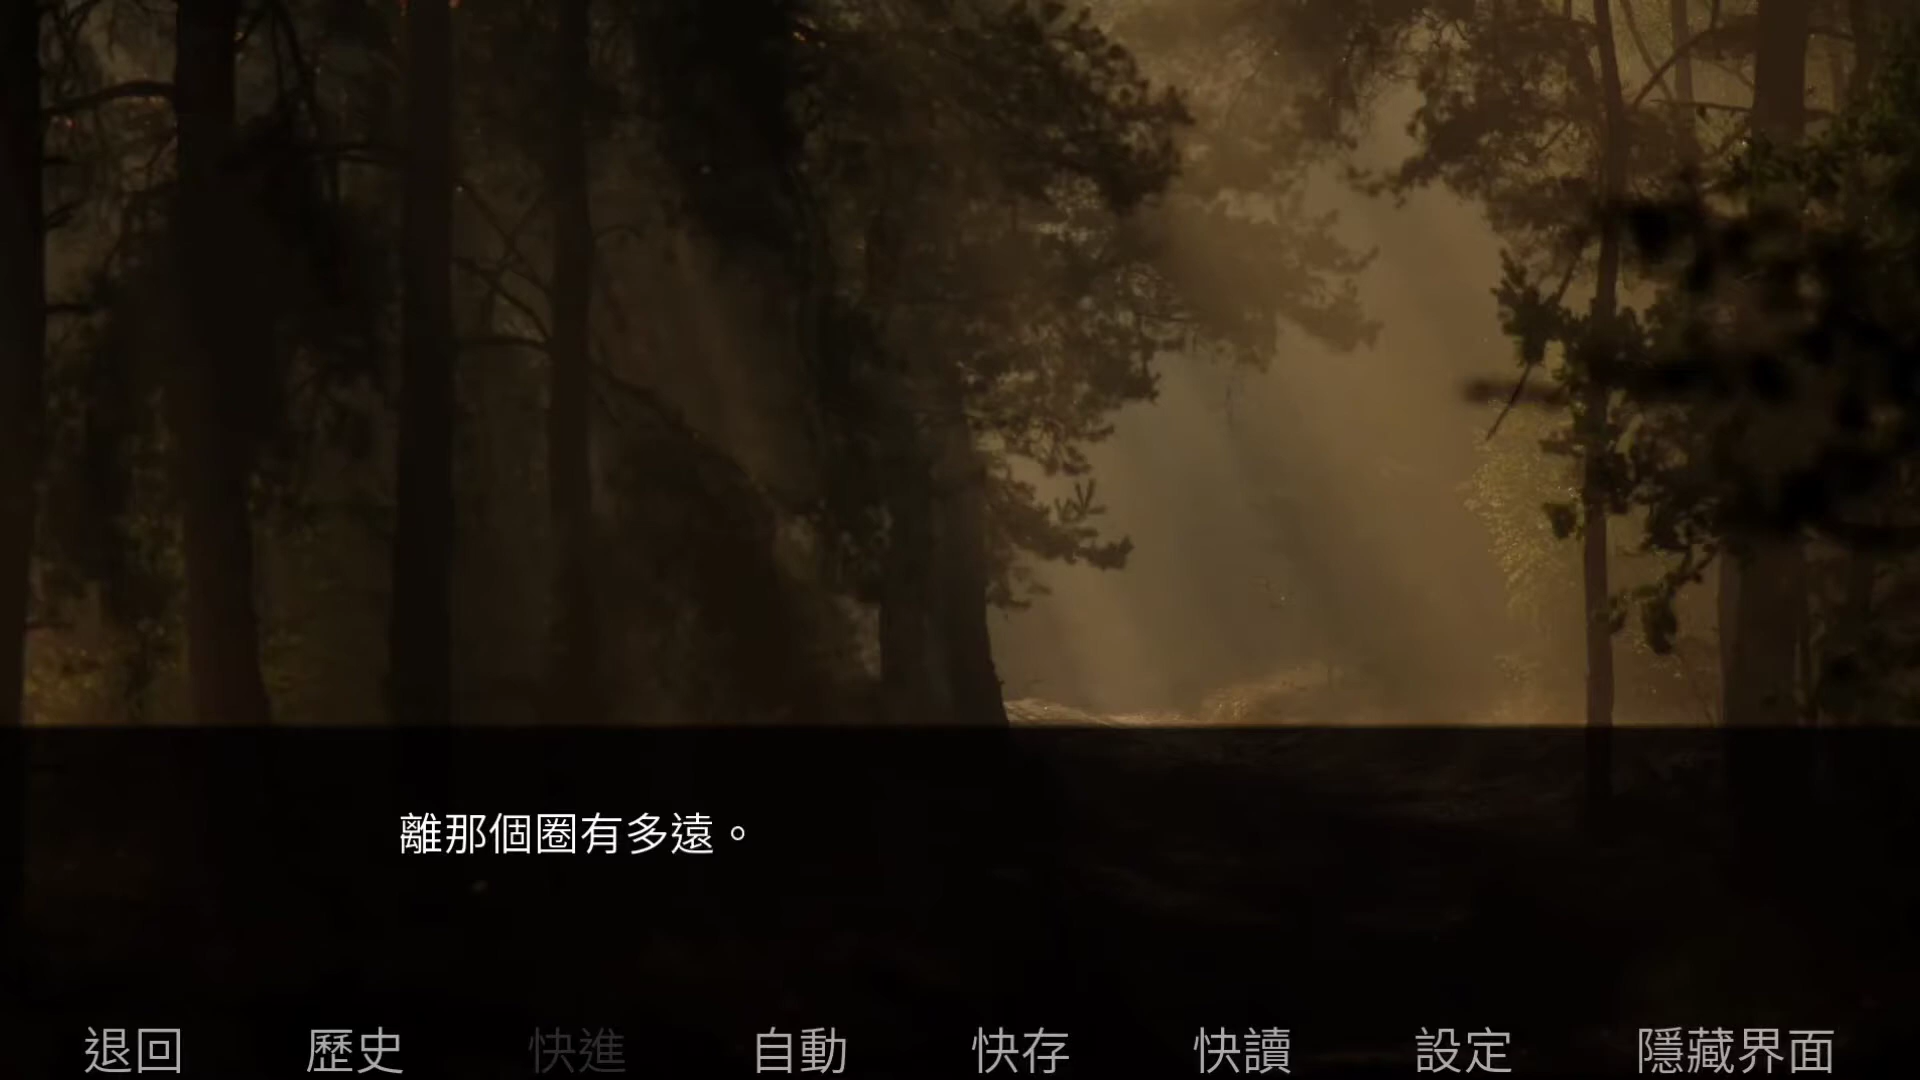 離那個圈有多遠。
退回 歷史 快進 自動 快存 快讀 設定 隱藏界面